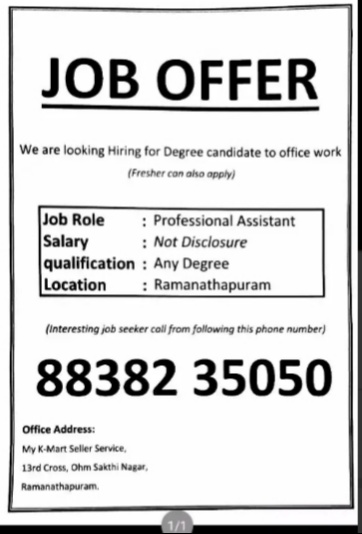 JOB OFFER
We are looking Hiring for Degree candidate to office work
(Fresher can also apply)
Job Role : Professional Assistant
Salary : Not Disclosure
qualification : Any Degree
Location : Ramanathapuram
(Interesting job seeker call from following this phone number)
88382 35050
Office Address:
My K-Mart Seller Service,
13rd Cross, Ohm Sakthi Nagar,
Ramanathapuram.
1/1